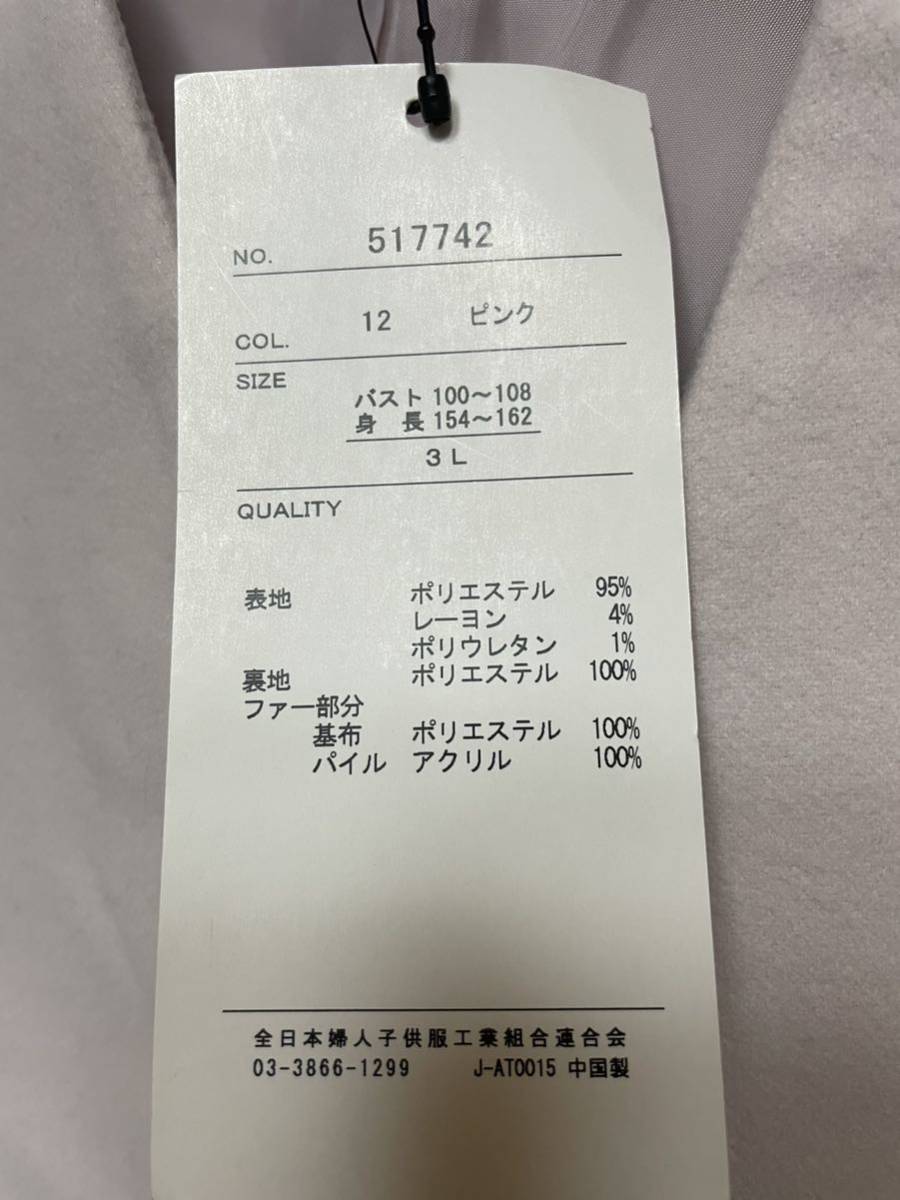 NO. 517742
COL. 12 ピンク
SIZE
バスト 100～108
身 長 154～162
3L
QUALITY
表地 ポリエステル 95%
レーヨン 4%
ポリウレタン 1%
裏地 ポリエステル 100%
ファー部分
基布 ポリエステル 100%
パイル アクリル 100%
全日本婦人子供服工業組合連合会
03-3866-1299 J-AT0015 中国製